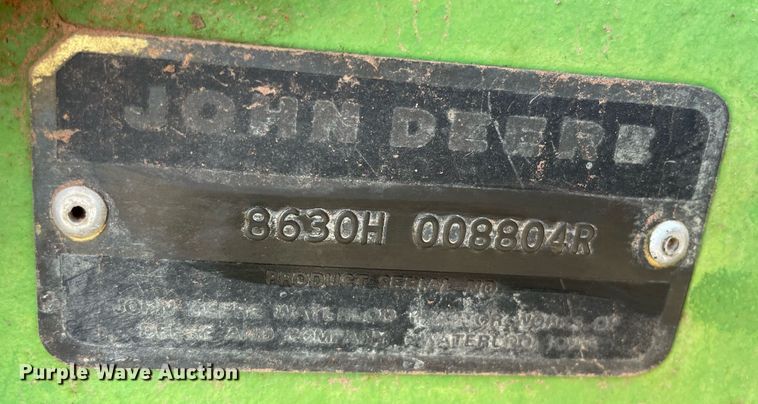 JOHN DEERE
8630H 008804R
PRODUCT SERIAL NO.
JOHN DEERE WATERLOO TRACTOR WORKS OF
DEERE AND COMPANY WATERLOO IOWA
Purple Wave Auction